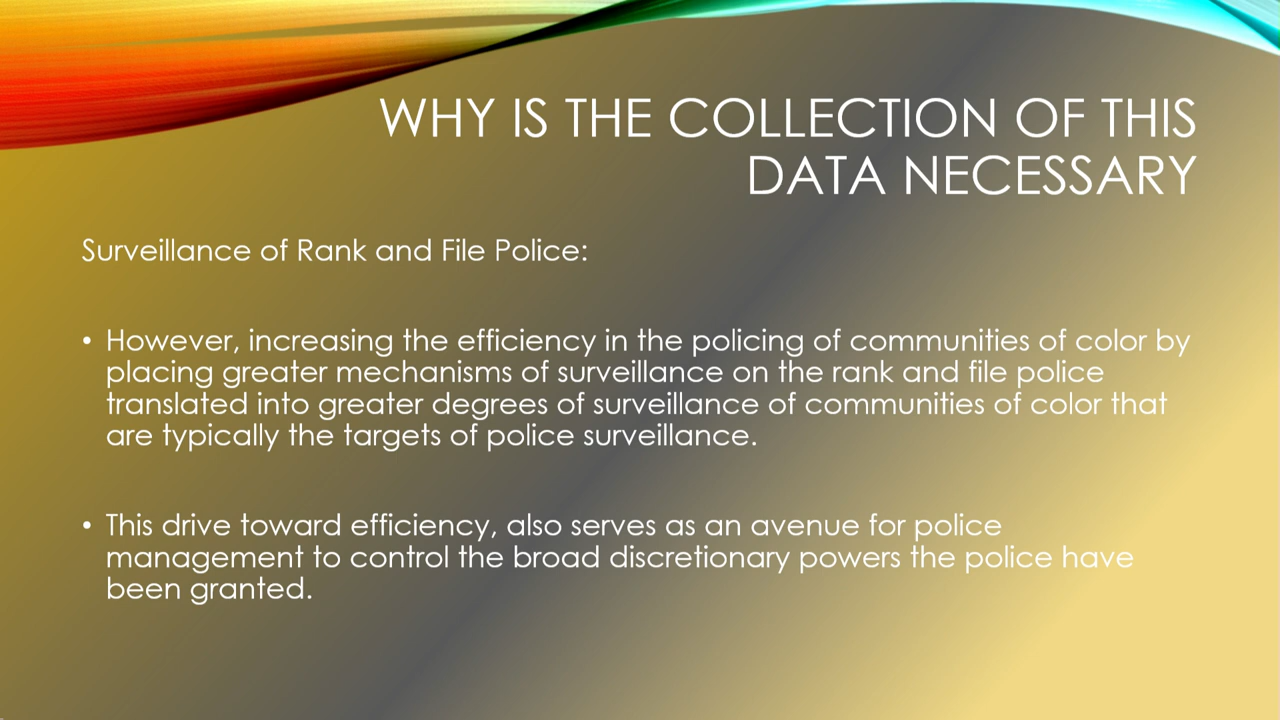 WHY IS THE COLLECTION OF THIS
DATA NECESSARY
Surveillance of Rank and File Police:
• However, increasing the efficiency in the policing of communities of color by
placing greater mechanisms of surveillance on the rank and file police
translated into greater degrees of surveillance of communities of color that
are typically the targets of police surveillance.
• This drive toward efficiency, also serves as an avenue for police
management to control the broad discretionary powers the police have
been granted.